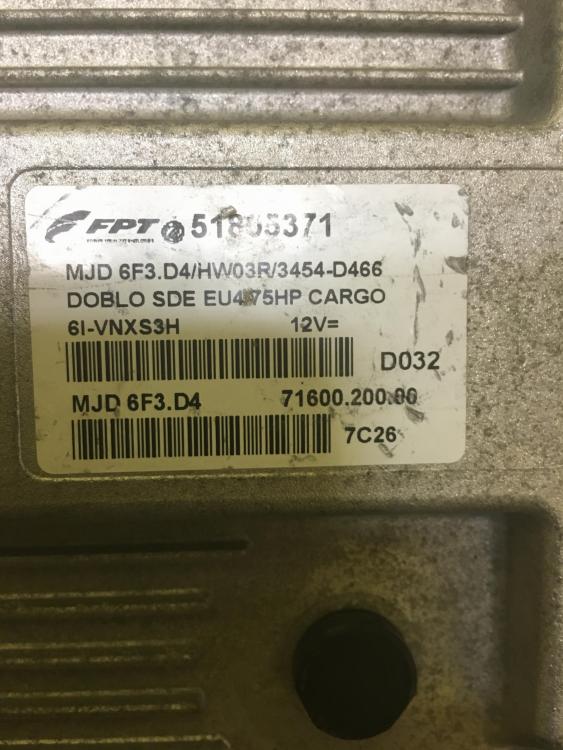 FPT
MJD 6F3.D4/HW03R/3454-D466
DOBLO SDE EU4 75HP CARGO
6I-VNXS3H 12V=
D032
MJD 6F3.D4 71600.200.00
7C26